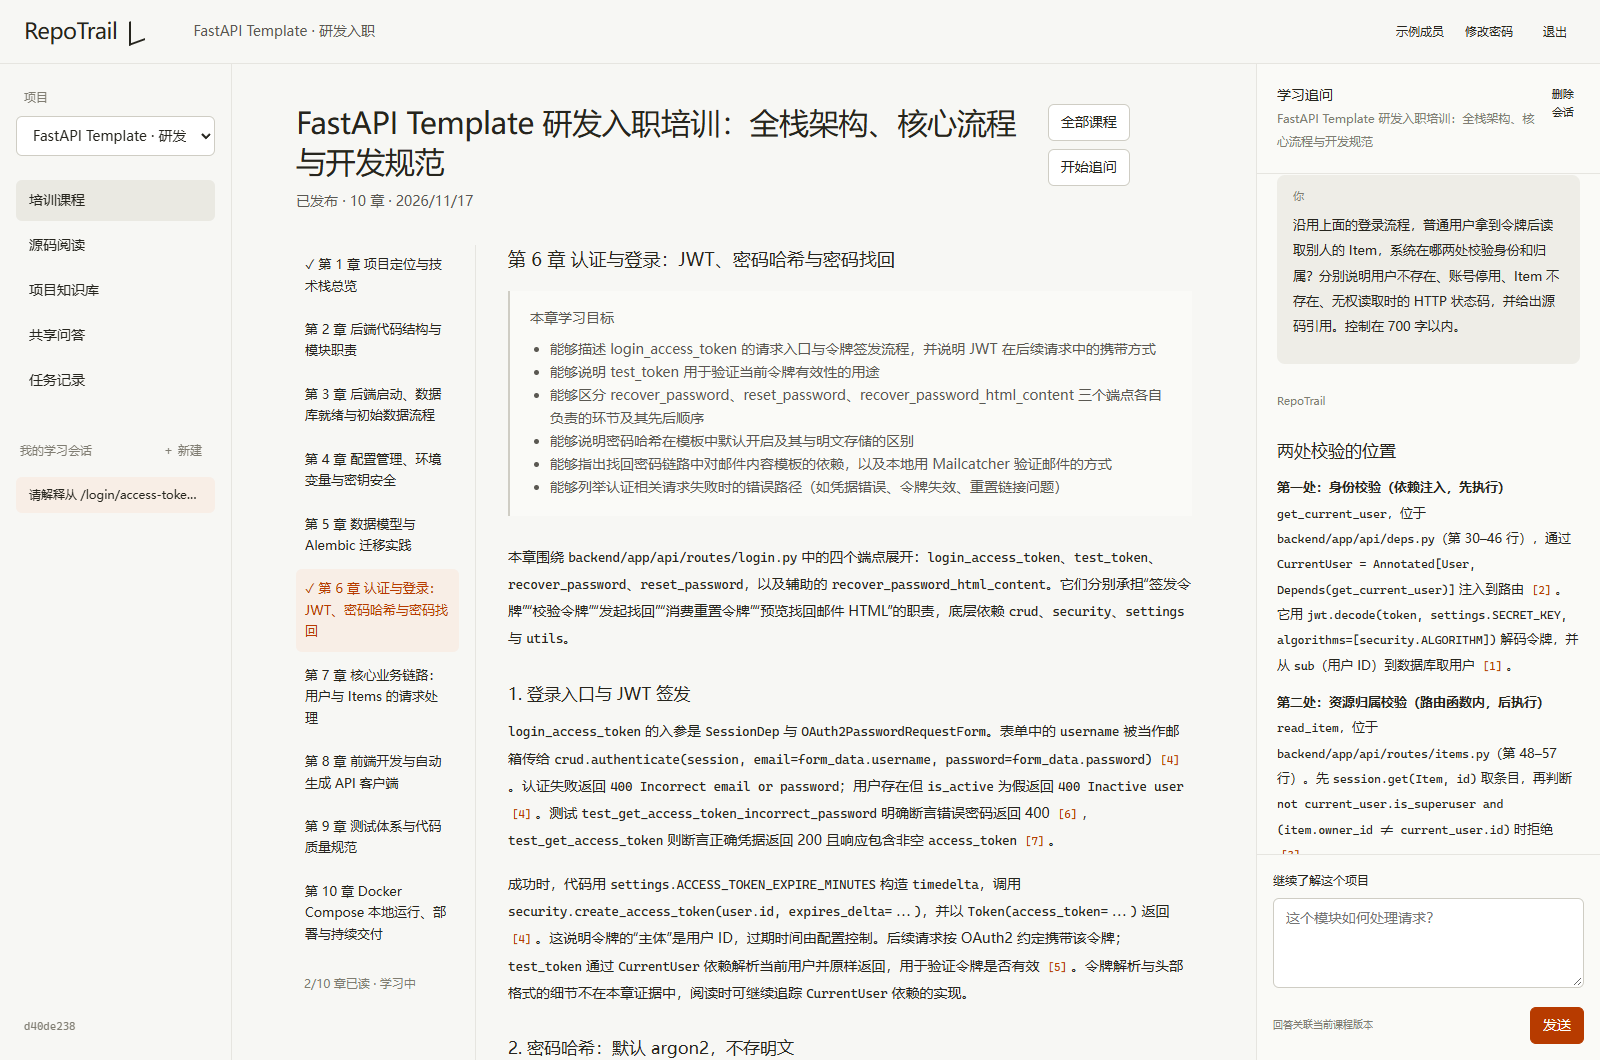 RepoTrail
FastAPI Template · 研发入职
示例成员
修改密码
退出
项目
FastAPI Template · 研发
培训课程
源码阅读
项目知识库
共享问答
任务记录
我的学习会话
+ 新建
请解释从 /login/access-toke...
d40de238
FastAPI Template 研发入职培训：全栈架构、核心流程
与开发规范
已发布 · 10 章 · 2026/11/17
全部课程
开始追问
✓ 第 1 章 项目定位与技
术栈总览
第 2 章 后端代码结构与
模块职责
第 3 章 后端启动、数据
库就绪与初始数据流程
第 4 章 配置管理、环境
变量与密钥安全
第 5 章 数据模型与
Alembic 迁移实践
✓ 第 6 章 认证与登录：
JWT、密码哈希与密码找
回
第 7 章 核心业务链路：
用户与 Items 的请求处
理
第 8 章 前端开发与自动
生成 API 客户端
第 9 章 测试体系与代码
质量规范
第 10 章 Docker
Compose 本地运行、部
署与持续交付
2/10 章已读 · 学习中
第 6 章 认证与登录：JWT、密码哈希与密码找回
本章学习目标
• 能够描述 login_access_token 的请求入口与令牌签发流程，并说明 JWT 在后续请求中的携带方式
• 能够说明 test_token 用于验证当前令牌有效性的用途
• 能够区分 recover_password、reset_password、recover_password_html_content 三个端点各自
负责的环节及其先后顺序
• 能够说明密码哈希在模板中默认开启及其与明文存储的区别
• 能够指出找回密码链路中对邮件内容模板的依赖，以及本地用 Mailcatcher 验证邮件的方式
• 能够列举认证相关请求失败时的错误路径（如凭据错误、令牌失效、重置链接问题）
本章围绕 backend/app/api/routes/login.py 中的四个端点展开：login_access_token、test_token、
recover_password、reset_password，以及辅助的 recover_password_html_content。它们分别承担“签发令
牌”“校验令牌”“发起找回”“消费重置令牌”“预览找回邮件 HTML”的职责，底层依赖 crud、security、settings
与 utils。
1. 登录入口与 JWT 签发
login_access_token 的入参是 SessionDep 与 OAuth2PasswordRequestForm。表单中的 username 被当作邮
箱传给 crud.authenticate(session, email=form_data.username, password=form_data.password) [4]
。认证失败返回 400 Incorrect email or password；用户存在但 is_active 为假返回 400 Inactive user
[4] 。测试 test_get_access_token_incorrect_password 明确断言错误密码返回 400 [6] ，
test_get_access_token 则断言正确凭据返回 200 且响应包含非空 access_token [7] 。
成功时，代码用 settings.ACCESS_TOKEN_EXPIRE_MINUTES 构造 timedelta，调用
security.create_access_token(user.id, expires_delta=...)，并以 Token(access_token=...) 返回
[4] 。这说明令牌的“主体”是用户 ID，过期时间由配置控制。后续请求按 OAuth2 约定携带该令牌；
test_token 通过 CurrentUser 依赖解析当前用户并原样返回，用于验证令牌是否有效 [5] 。令牌解析与头部
格式的细节不在本章证据中，阅读时可继续追踪 CurrentUser 依赖的实现。
2. 密码哈希：默认 argon2，不存明文
学习追问
FastAPI Template 研发入职培训：全栈架构、核
心流程与开发规范
删除
会话
你
沿用上面的登录流程，普通用户拿到令牌后读
取别人的 Item，系统在哪两处校验身份和归
属？分别说明用户不存在、账号停用、Item 不
存在、无权读取时的 HTTP 状态码，并给出源
码引用。控制在 700 字以内。
RepoTrail
两处校验的位置
第一处：身份校验（依赖注入，先执行）
get_current_user，位于
backend/app/api/deps.py（第 30–46 行），通过
CurrentUser = Annotated[User,
Depends(get_current_user)] 注入到路由 [2] 。
它用 jwt.decode(token, settings.SECRET_KEY,
algorithms=[security.ALGORITHM]) 解码令牌，并
从 sub（用户 ID）到数据库取用户 [1] 。
第二处：资源归属校验（路由函数内，后执行）
read_item，位于
backend/app/api/routes/items.py（第 48–57
行）。先 session.get(Item, id) 取条目，再判断
not current_user.is_superuser and
(item.owner_id ≠ current_user.id) 时拒绝
继续了解这个项目
这个模块如何处理请求？
回答关联当前课程版本
发送